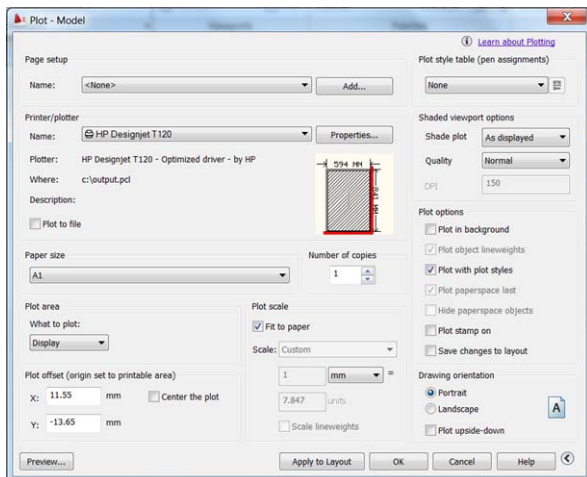 Plot - Model
Learn about Plotting
Page setup
Name: <None> Add...
Plot style table (pen assignments)
None
Printer/plotter
Name: HP Designjet T120 Properties...
Plotter: HP Designjet T120 - Optimized driver - by HP
Where: c:\output.pcl
Description:
Plot to file
594 MM
841 MM
Shaded viewport options
Shade plot As displayed
Quality Normal
DPI 150
Paper size
A1
Number of copies
1
Plot options
Plot in background
Plot object lineweights
Plot with plot styles
Plot paperspace last
Hide paperspace objects
Plot stamp on
Save changes to layout
Plot area
What to plot:
Display
Plot scale
Fit to paper
Scale: Custom
1 mm =
7.847 units
Scale lineweights
Plot offset (origin set to printable area)
X: 11.55 mm Center the plot
Y: -13.65 mm
Drawing orientation
Portrait
Landscape
Plot upside-down
A
Preview... Apply to Layout OK Cancel Help